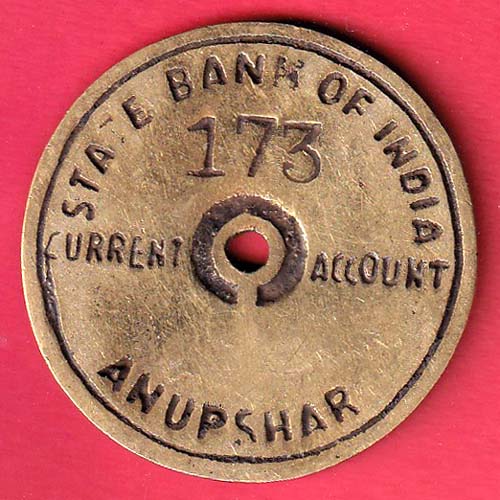 STATE BANK OF INDIA
173
CURRENT ACCOUNT
ANUPSHAR